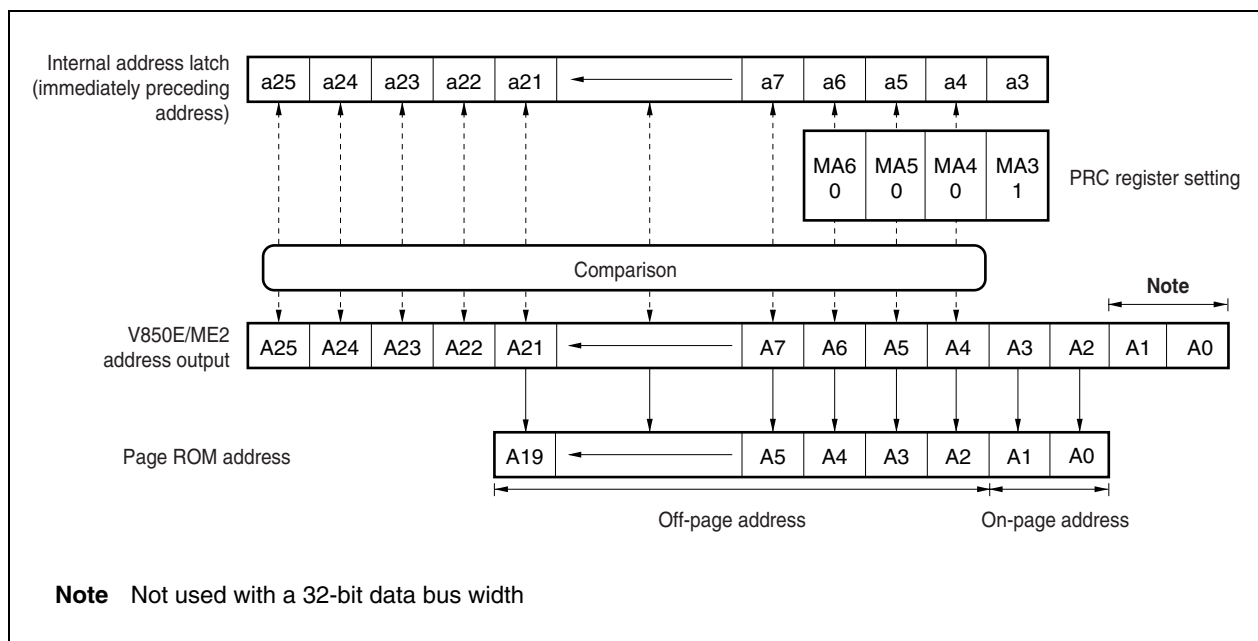 Internal address latch
(immediately preceding
address)
a25 a24 a23 a22 a21 a7 a6 a5 a4 a3
MA6 MA5 MA4 MA3
0 0 0 1
PRC register setting
Comparison
Note
V850E/ME2
address output
A25 A24 A23 A22 A21 A7 A6 A5 A4 A3 A2 A1 A0
Page ROM address
A19 A5 A4 A3 A2 A1 A0
Off-page address On-page address
Note Not used with a 32-bit data bus width